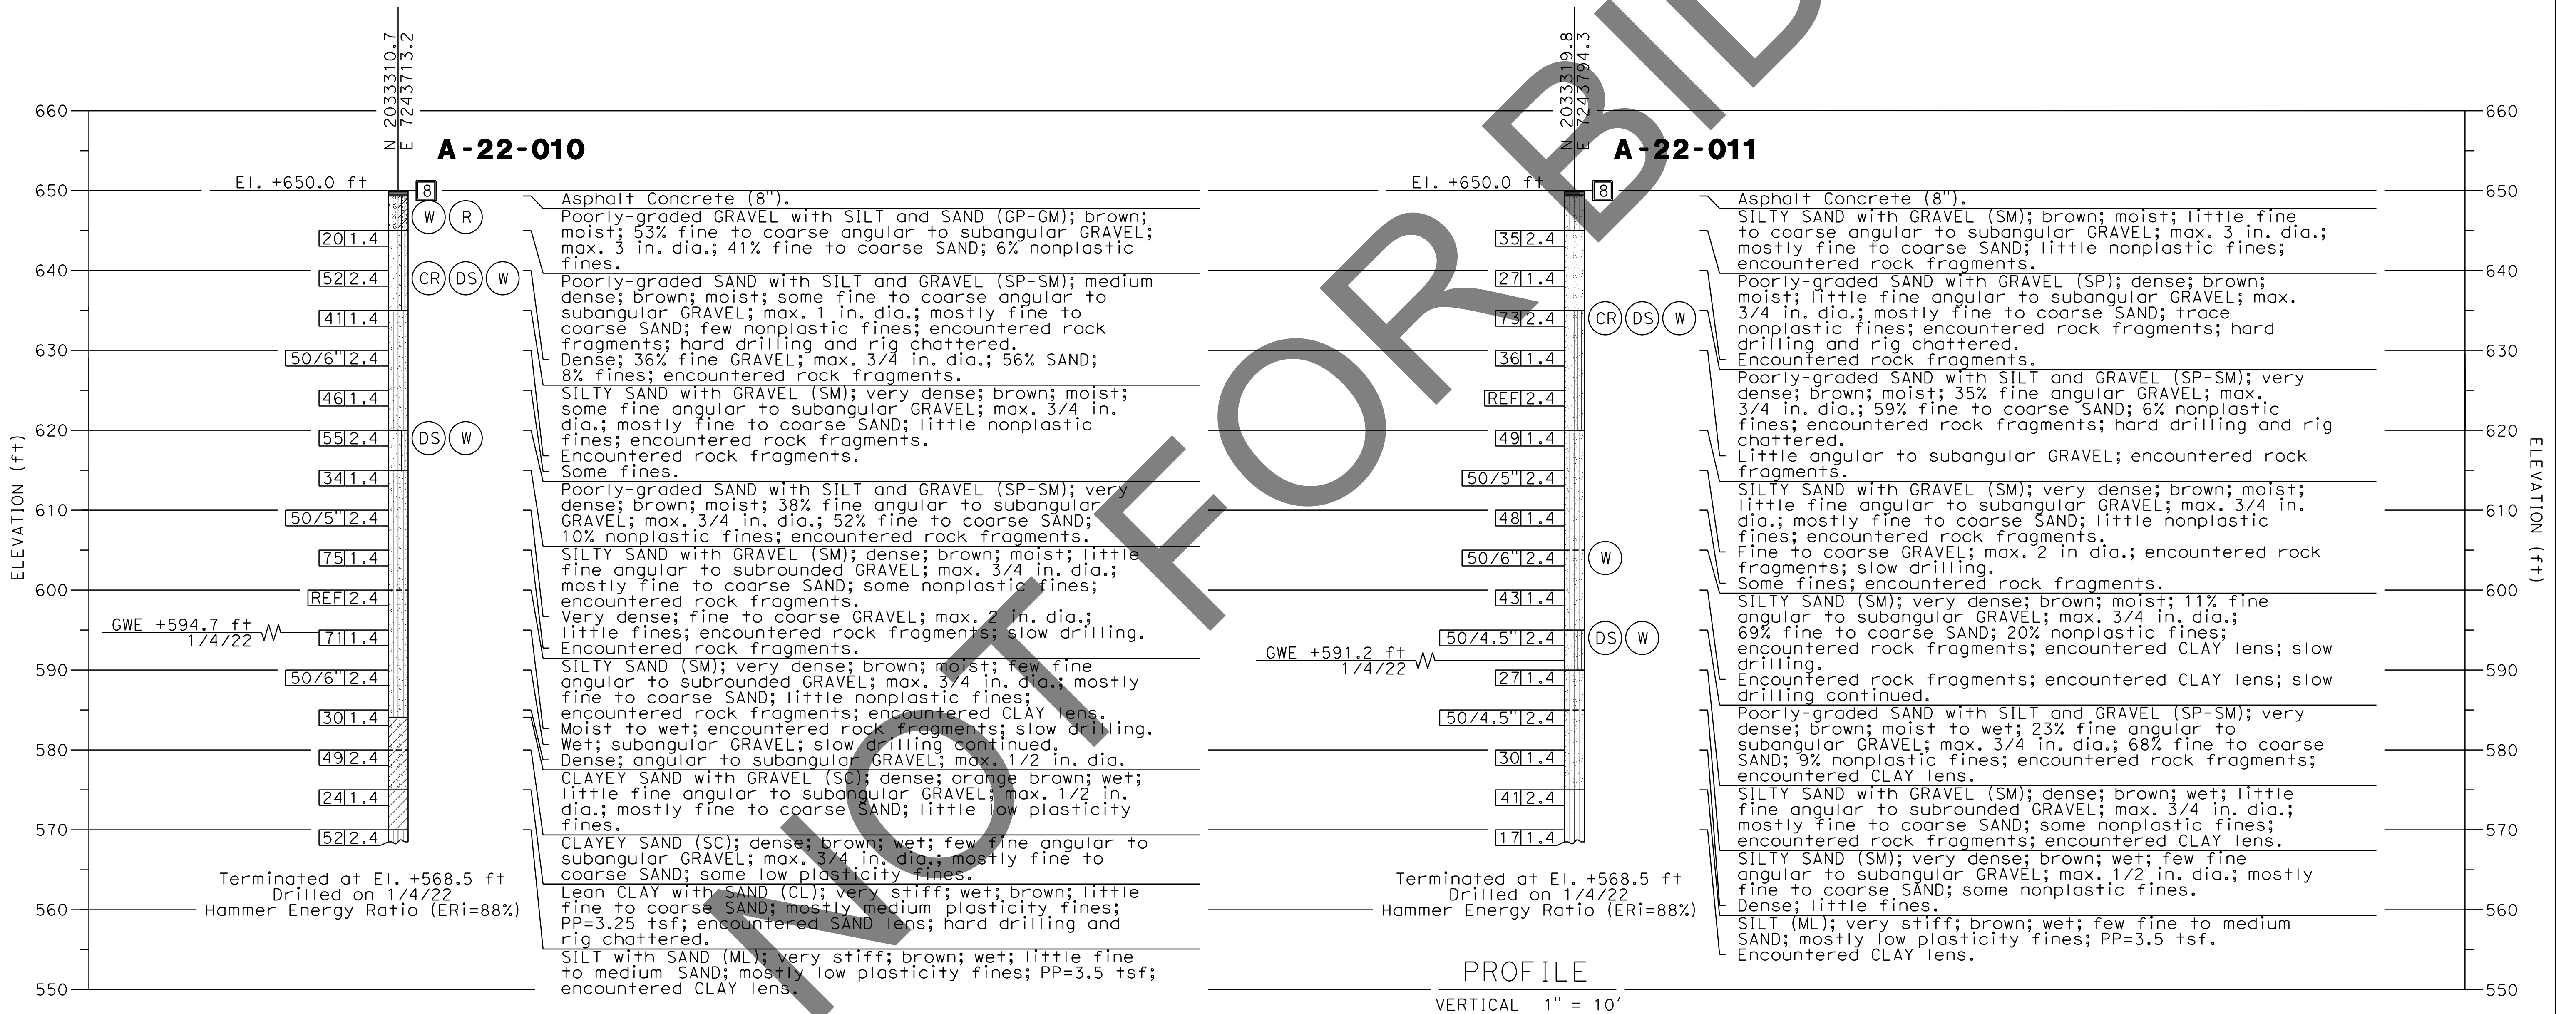 N 2033310.7
E 7243713.2
A-22-010
El. +650.0 ft
8
W R
20 1.4
52 2.4
CR DS W
41 1.4
50/6" 2.4
46 1.4
55 2.4
DS W
34 1.4
50/5" 2.4
75 1.4
REF 2.4
GWE +594.7 ft
1/4/22
71 1.4
50/6" 2.4
30 1.4
49 2.4
24 1.4
52 2.4
Terminated at El. +568.5 ft
Drilled on 1/4/22
Hammer Energy Ratio (ERi=88%)
660
650
640
630
620
610
600
590
580
570
560
550
ELEVATION (ft)
Asphalt Concrete (8").
Poorly-graded GRAVEL with SILT and SAND (GP-GM); brown;
moist; 53% fine to coarse angular to subangular GRAVEL;
max. 3 in. dia.; 41% fine to coarse SAND; 6% nonplastic
fines.
Poorly-graded SAND with SILT and GRAVEL (SP-SM); medium
dense; brown; moist; some fine to coarse angular to
subangular GRAVEL; max. 1 in. dia.; mostly fine to
coarse SAND; few nonplastic fines; encountered rock
fragments; hard drilling and rig chattered.
Dense; 36% fine GRAVEL; max. 3/4 in. dia.; 56% SAND;
8% fines; encountered rock fragments.
SILTY SAND with GRAVEL (SM); very dense; brown; moist;
some fine angular to subangular GRAVEL; max. 3/4 in.
dia.; mostly fine to coarse SAND; little nonplastic
fines; encountered rock fragments.
Encountered rock fragments.
Some fines.
Poorly-graded SAND with SILT and GRAVEL (SP-SM); very
dense; brown; moist; 38% fine angular to subangular
GRAVEL; max. 3/4 in. dia.; 52% fine to coarse SAND;
10% nonplastic fines; encountered rock fragments.
SILTY SAND with GRAVEL (SM); dense; brown; moist; little
fine angular to subrounded GRAVEL; max. 3/4 in. dia.;
mostly fine to coarse SAND; some nonplastic fines;
encountered rock fragments.
Very dense; fine to coarse GRAVEL; max. 2 in. dia.;
little fines; encountered rock fragments; slow drilling.
Encountered rock fragments.
SILTY SAND (SM); very dense; brown; moist; few fine
angular to subrounded GRAVEL; max. 3/4 in. dia.; mostly
fine to coarse SAND; little nonplastic fines;
encountered rock fragments; encountered CLAY lens.
Moist to wet; encountered rock fragments; slow drilling.
Wet; subangular GRAVEL; slow drilling continued.
Dense; angular to subangular GRAVEL; max. 1/2 in. dia.
CLAYEY SAND with GRAVEL (SC); dense; orange brown; wet;
little fine angular to subangular GRAVEL; max. 1/2 in.
dia.; mostly fine to coarse SAND; little low plasticity
fines.
CLAYEY SAND (SC); dense; brown; wet; few fine angular to
subangular GRAVEL; max. 3/4 in. dia.; mostly fine to
coarse SAND; some low plasticity fines.
Lean CLAY with SAND (CL); very stiff; wet; brown; little
fine to coarse SAND; mostly medium plasticity fines;
PP=3.25 tsf; encountered SAND lens; hard drilling and
rig chattered.
SILT with SAND (ML); very stiff; brown; wet; little fine
to medium SAND; mostly low plasticity fines; PP=3.5 tsf;
encountered CLAY lens.
N 2033319.8
E 7243794.3
A-22-011
El. +650.0 ft
8
35 2.4
27 1.4
73 2.4
CR DS W
36 1.4
REF 2.4
49 1.4
50/5" 2.4
48 1.4
50/6" 2.4
W
43 1.4
50/4.5" 2.4
DS W
GWE +591.2 ft
1/4/22
27 1.4
50/4.5" 2.4
30 1.4
41 2.4
17 1.4
Terminated at El. +568.5 ft
Drilled on 1/4/22
Hammer Energy Ratio (ERi=88%)
Asphalt Concrete (8").
SILTY SAND with GRAVEL (SM); brown; moist; little fine
to coarse angular to subangular GRAVEL; max. 3 in. dia.;
mostly fine to coarse SAND; little nonplastic fines;
encountered rock fragments.
Poorly-graded SAND with GRAVEL (SP); dense; brown;
moist; little fine angular to subangular GRAVEL; max.
3/4 in. dia.; mostly fine to coarse SAND; trace
nonplastic fines; encountered rock fragments; hard
drilling and rig chattered.
Encountered rock fragments.
Poorly-graded SAND with SILT and GRAVEL (SP-SM); very
dense; brown; moist; 35% fine angular GRAVEL; max.
3/4 in. dia.; 59% fine to coarse SAND; 6% nonplastic
fines; encountered rock fragments; hard drilling and rig
chattered.
Little angular to subangular GRAVEL; encountered rock
fragments.
SILTY SAND with GRAVEL (SM); very dense; brown; moist;
little fine angular to subangular GRAVEL; max. 3/4 in.
dia.; mostly fine to coarse SAND; little nonplastic
fines; encountered rock fragments.
Fine to coarse GRAVEL; max. 2 in dia.; encountered rock
fragments; slow drilling.
Some fines; encountered rock fragments.
SILTY SAND (SM); very dense; brown; moist; 11% fine
angular to subangular GRAVEL; max. 3/4 in. dia.;
69% fine to coarse SAND; 20% nonplastic fines;
encountered rock fragments; encountered CLAY lens; slow
drilling.
Encountered rock fragments; encountered CLAY lens; slow
drilling continued.
Poorly-graded SAND with SILT and GRAVEL (SP-SM); very
dense; brown; moist to wet; 23% fine angular to
subangular GRAVEL; max. 3/4 in. dia.; 68% fine to coarse
SAND; 9% nonplastic fines; encountered rock fragments;
encountered CLAY lens.
SILTY SAND with GRAVEL (SM); dense; brown; wet; little
fine angular to subrounded GRAVEL; max. 3/4 in. dia.;
mostly fine to coarse SAND; some nonplastic fines;
encountered rock fragments; encountered CLAY lens.
SILTY SAND (SM); very dense; brown; wet; few fine
angular to subangular GRAVEL; max. 1/2 in. dia.; mostly
fine to coarse SAND; some nonplastic fines.
Dense; little fines.
SILT (ML); very stiff; brown; wet; few fine to medium
SAND; mostly low plasticity fines; PP=3.5 tsf.
Encountered CLAY lens.
660
650
640
630
620
610
600
590
580
570
560
550
ELEVATION (ft)
PROFILE
VERTICAL 1" = 10'
NOT FOR BID